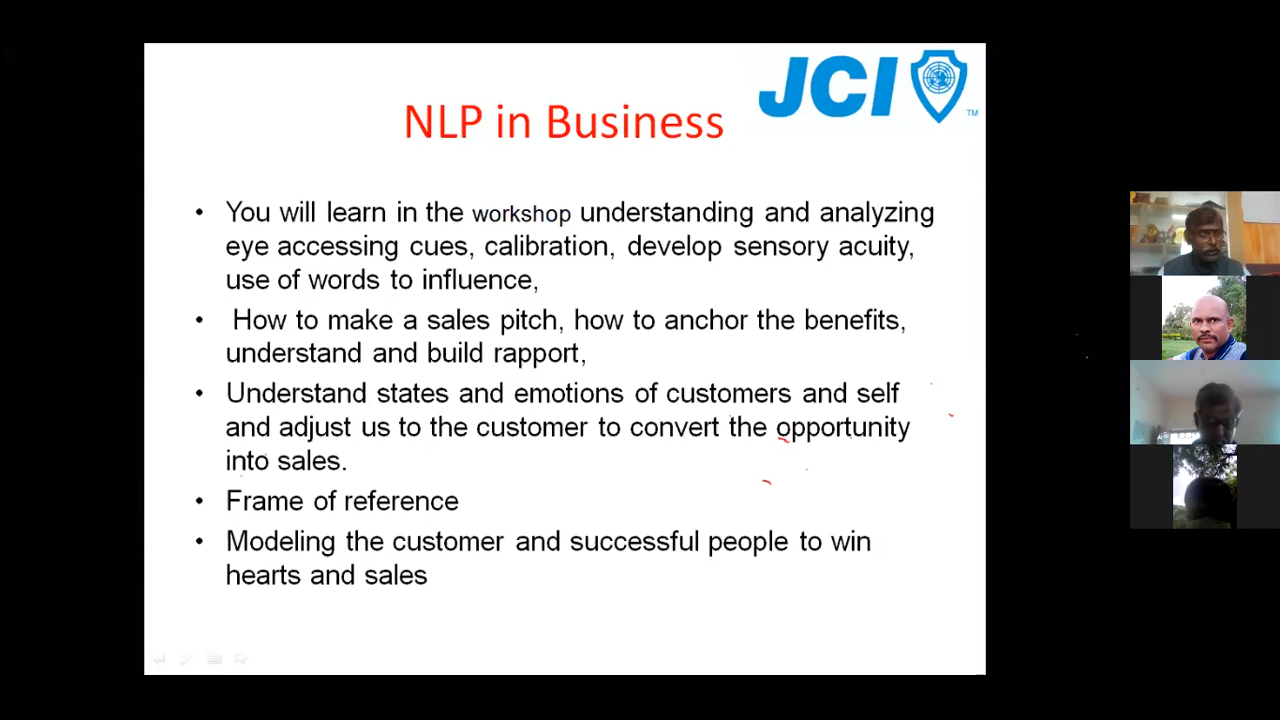 JCI
TM
NLP in Business
• You will learn in the workshop understanding and analyzing
eye accessing cues, calibration, develop sensory acuity,
use of words to influence,
• How to make a sales pitch, how to anchor the benefits,
understand and build rapport,
• Understand states and emotions of customers and self
and adjust us to the customer to convert the opportunity
into sales.
• Frame of reference
• Modeling the customer and successful people to win
hearts and sales